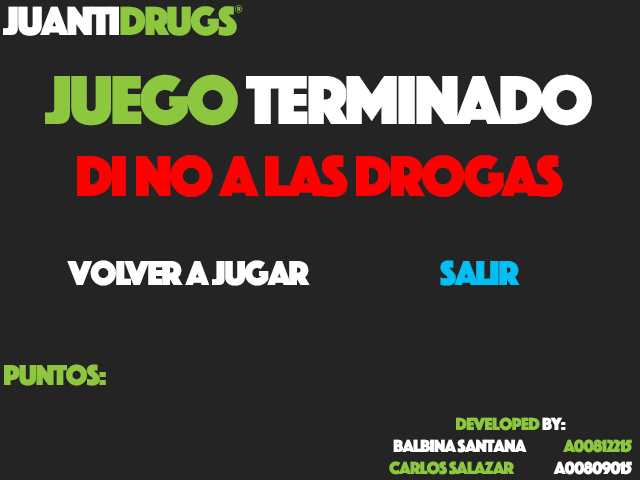 JUANTIDRUGS®
JUEGO TERMINADO
DI NO A LAS DROGAS
VOLVER A JUGAR SALIR
PUNTOS:
DEVELOPED BY:
BALBINA SANTANA A00812215
CARLOS SALAZAR A00809015